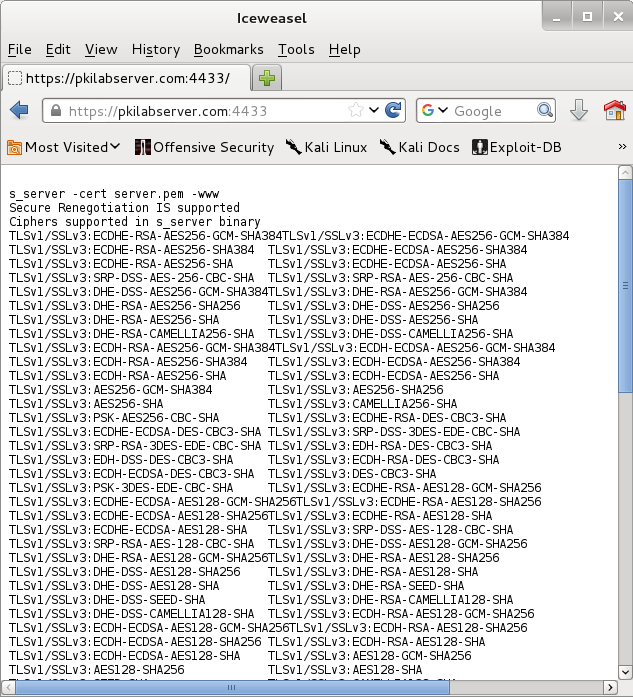 Iceweasel
File Edit View History Bookmarks Tools Help
https://pkilabserver.com:4433/
https://pkilabserver.com:4433 Google
Most Visited Offensive Security Kali Linux Kali Docs Exploit-DB »
s_server -cert server.pem -www
Secure Renegotiation IS supported
Ciphers supported in s_server binary
TLSv1/SSLv3:ECDHE-RSA-AES256-GCM-SHA384TLSv1/SSLv3:ECDHE-ECDSA-AES256-GCM-SHA384
TLSv1/SSLv3:ECDHE-RSA-AES256-SHA384 TLSv1/SSLv3:ECDHE-ECDSA-AES256-SHA384
TLSv1/SSLv3:ECDHE-RSA-AES256-SHA TLSv1/SSLv3:ECDHE-ECDSA-AES256-SHA
TLSv1/SSLv3:SRP-DSS-AES-256-CBC-SHA TLSv1/SSLv3:SRP-RSA-AES-256-CBC-SHA
TLSv1/SSLv3:DHE-DSS-AES256-GCM-SHA384TLSv1/SSLv3:DHE-RSA-AES256-GCM-SHA384
TLSv1/SSLv3:DHE-RSA-AES256-SHA256 TLSv1/SSLv3:DHE-DSS-AES256-SHA256
TLSv1/SSLv3:DHE-RSA-AES256-SHA TLSv1/SSLv3:DHE-DSS-AES256-SHA
TLSv1/SSLv3:DHE-RSA-CAMELLIA256-SHA TLSv1/SSLv3:DHE-DSS-CAMELLIA256-SHA
TLSv1/SSLv3:ECDH-RSA-AES256-GCM-SHA384TLSv1/SSLv3:ECDH-ECDSA-AES256-GCM-SHA384
TLSv1/SSLv3:ECDH-RSA-AES256-SHA384 TLSv1/SSLv3:ECDH-ECDSA-AES256-SHA384
TLSv1/SSLv3:ECDH-RSA-AES256-SHA TLSv1/SSLv3:ECDH-ECDSA-AES256-SHA
TLSv1/SSLv3:AES256-GCM-SHA384 TLSv1/SSLv3:AES256-SHA256
TLSv1/SSLv3:AES256-SHA TLSv1/SSLv3:CAMELLIA256-SHA
TLSv1/SSLv3:PSK-AES256-CBC-SHA TLSv1/SSLv3:ECDHE-RSA-DES-CBC3-SHA
TLSv1/SSLv3:ECDHE-ECDSA-DES-CBC3-SHA TLSv1/SSLv3:SRP-DSS-3DES-EDE-CBC-SHA
TLSv1/SSLv3:SRP-RSA-3DES-EDE-CBC-SHA TLSv1/SSLv3:EDH-RSA-DES-CBC3-SHA
TLSv1/SSLv3:EDH-DSS-DES-CBC3-SHA TLSv1/SSLv3:ECDH-RSA-DES-CBC3-SHA
TLSv1/SSLv3:ECDH-ECDSA-DES-CBC3-SHA TLSv1/SSLv3:DES-CBC3-SHA
TLSv1/SSLv3:PSK-3DES-EDE-CBC-SHA TLSv1/SSLv3:ECDHE-RSA-AES128-GCM-SHA256
TLSv1/SSLv3:ECDHE-ECDSA-AES128-GCM-SHA256TLSv1/SSLv3:ECDHE-RSA-AES128-SHA256
TLSv1/SSLv3:ECDHE-ECDSA-AES128-SHA256 TLSv1/SSLv3:ECDHE-RSA-AES128-SHA
TLSv1/SSLv3:ECDHE-ECDSA-AES128-SHA TLSv1/SSLv3:SRP-DSS-AES-128-CBC-SHA
TLSv1/SSLv3:SRP-RSA-AES-128-CBC-SHA TLSv1/SSLv3:DHE-DSS-AES128-GCM-SHA256
TLSv1/SSLv3:DHE-RSA-AES128-GCM-SHA256TLSv1/SSLv3:DHE-RSA-AES128-SHA256
TLSv1/SSLv3:DHE-DSS-AES128-SHA256 TLSv1/SSLv3:DHE-RSA-AES128-SHA
TLSv1/SSLv3:DHE-DSS-AES128-SHA TLSv1/SSLv3:DHE-RSA-SEED-SHA
TLSv1/SSLv3:DHE-DSS-SEED-SHA TLSv1/SSLv3:DHE-RSA-CAMELLIA128-SHA
TLSv1/SSLv3:DHE-DSS-CAMELLIA128-SHA TLSv1/SSLv3:ECDH-RSA-AES128-GCM-SHA256
TLSv1/SSLv3:ECDH-ECDSA-AES128-GCM-SHA256TLSv1/SSLv3:ECDH-RSA-AES128-SHA256
TLSv1/SSLv3:ECDH-ECDSA-AES128-SHA256 TLSv1/SSLv3:ECDH-RSA-AES128-SHA
TLSv1/SSLv3:ECDH-ECDSA-AES128-SHA TLSv1/SSLv3:AES128-GCM-SHA256
TLSv1/SSLv3:AES128-SHA256 TLSv1/SSLv3:AES128-SHA